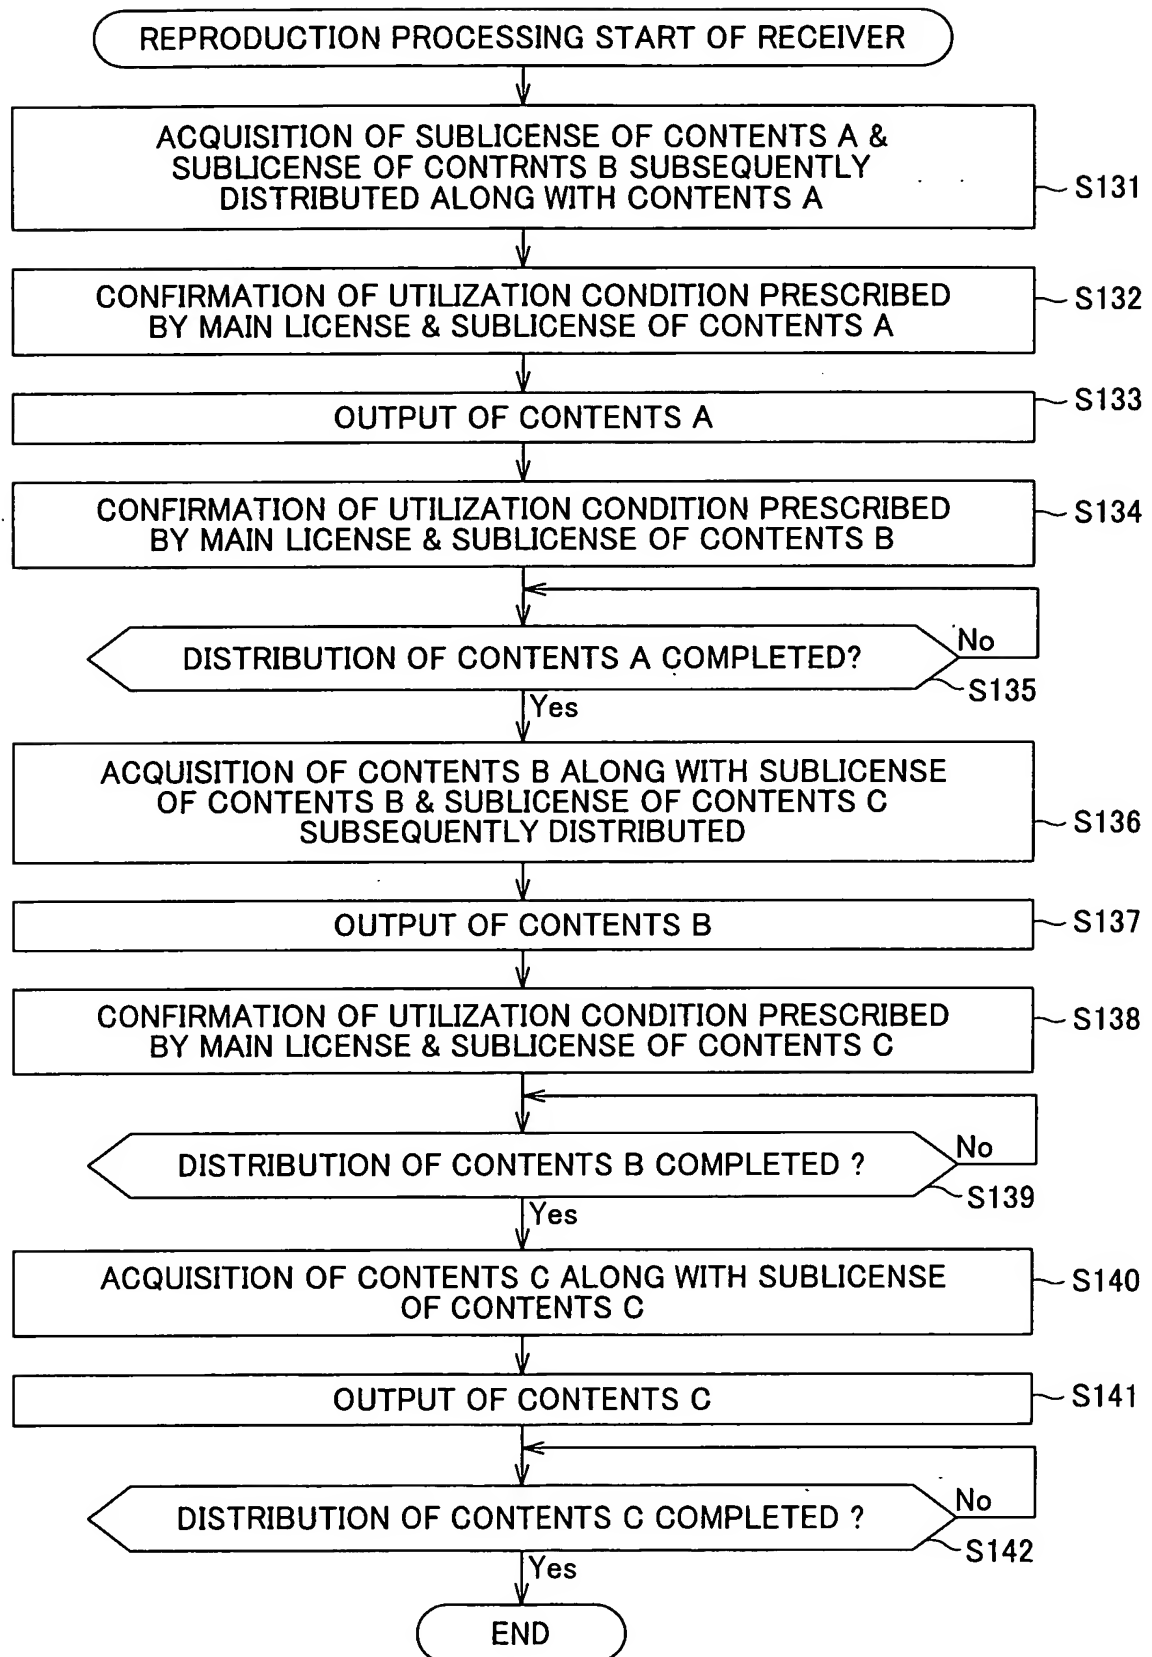 REPRODUCTION PROCESSING START OF RECEIVER
ACQUISITION OF SUBLICENSE OF CONTENTS A &
SUBLICENSE OF CONTRNTS B SUBSEQUENTLY
DISTRIBUTED ALONG WITH CONTENTS A
S131
CONFIRMATION OF UTILIZATION CONDITION PRESCRIBED
BY MAIN LICENSE & SUBLICENSE OF CONTENTS A
S132
OUTPUT OF CONTENTS A
S133
CONFIRMATION OF UTILIZATION CONDITION PRESCRIBED
BY MAIN LICENSE & SUBLICENSE OF CONTENTS B
S134
DISTRIBUTION OF CONTENTS A COMPLETED?
No
S135
Yes
ACQUISITION OF CONTENTS B ALONG WITH SUBLICENSE
OF CONTENTS B & SUBLICENSE OF CONTENTS C
SUBSEQUENTLY DISTRIBUTED
S136
OUTPUT OF CONTENTS B
S137
CONFIRMATION OF UTILIZATION CONDITION PRESCRIBED
BY MAIN LICENSE & SUBLICENSE OF CONTENTS C
S138
DISTRIBUTION OF CONTENTS B COMPLETED ?
No
S139
Yes
ACQUISITION OF CONTENTS C ALONG WITH SUBLICENSE
OF CONTENTS C
S140
OUTPUT OF CONTENTS C
S141
DISTRIBUTION OF CONTENTS C COMPLETED ?
No
S142
Yes
END